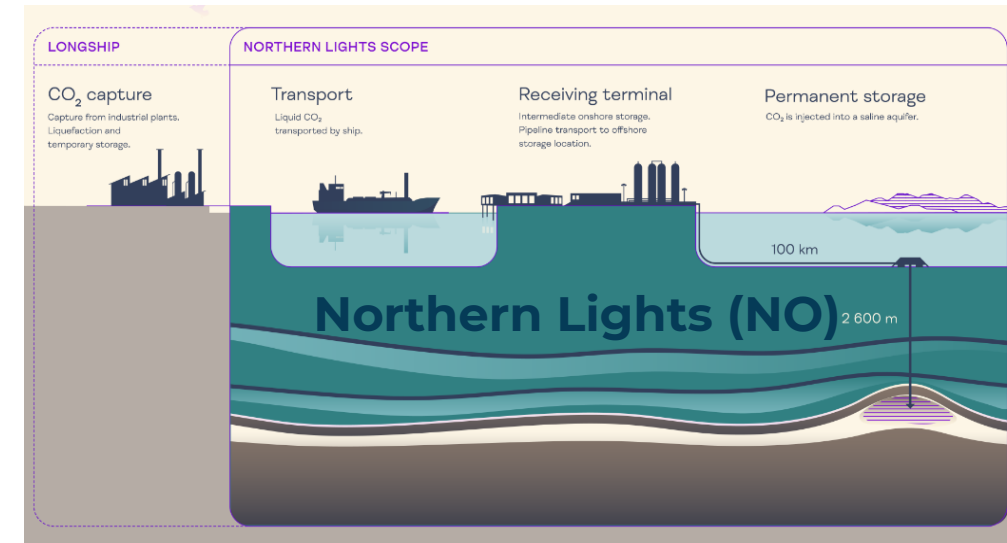 LONGSHIP
NORTHERN LIGHTS SCOPE
CO₂ capture
Capture from industrial plants.
Liquefaction and
temporary storage.
Transport
Liquid CO₂
transported by ship.
Receiving terminal
Intermediate onshore storage.
Pipeline transport to offshore
storage location.
Permanent storage
CO₂ is injected into a saline aquifer.
100 km
Northern Lights (NO)
2 600 m